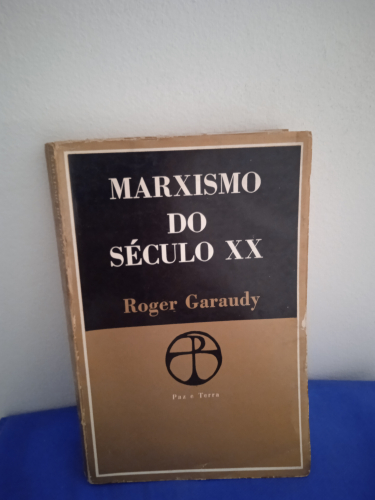 MARXISMO
DO
SÉCULO XX
Roger Garaudy
Paz e Terra